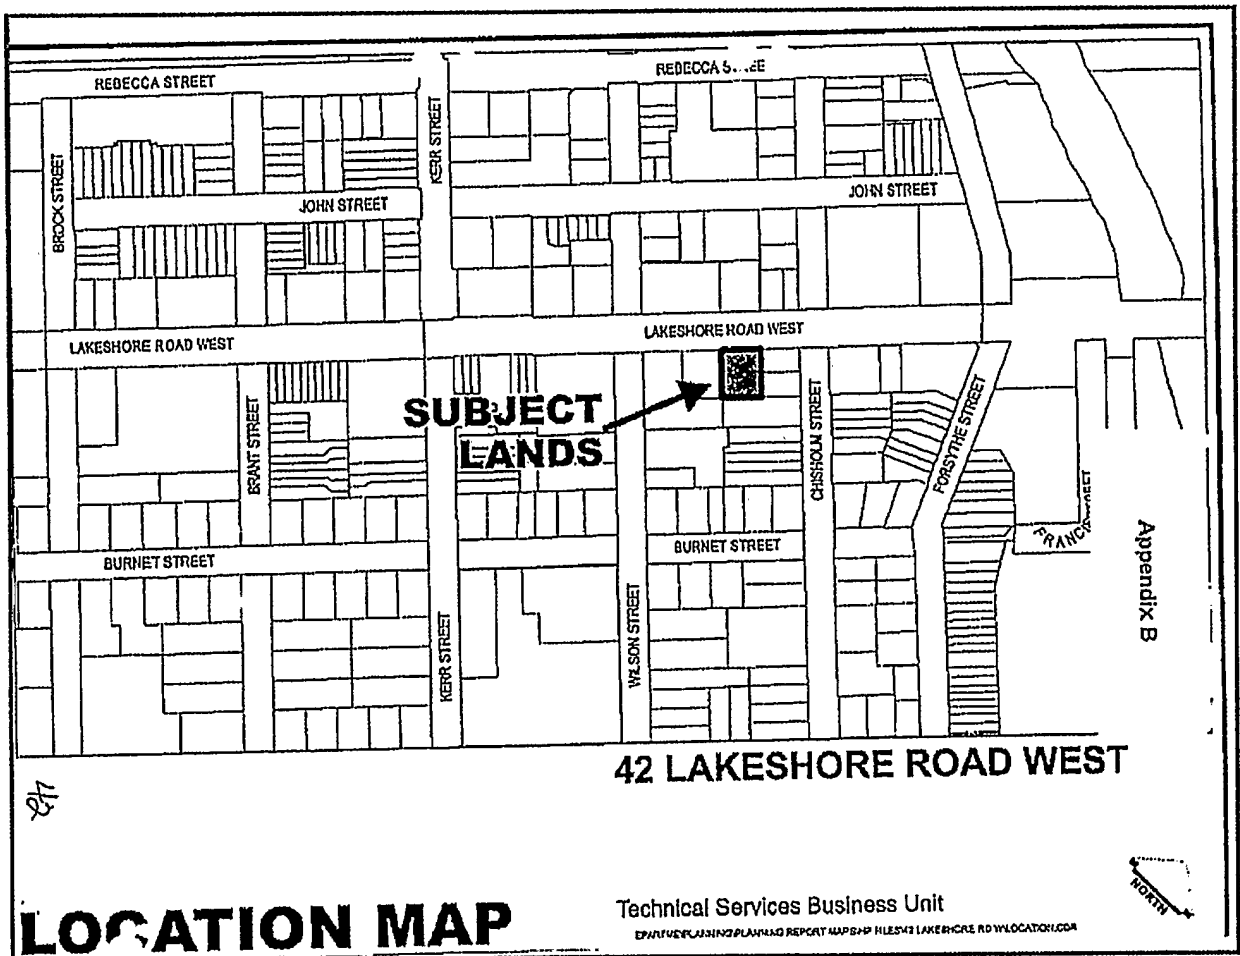 REBECCA STREET
REBECCA
BROCK STREET
KERR STREET
JOHN STREET
JOHN STREET
LAKESHORE ROAD WEST
LAKESHORE ROAD WEST
SUBJECT
LANDS
BRANT STREET
CHISHOLM STREET
FORSYTHE STREET
BURNET STREET
BURNET STREET
KERR STREET
WILSON STREET
Appendix B
42 LAKESHORE ROAD WEST
NORTH
LOCATION MAP
Technical Services Business Unit